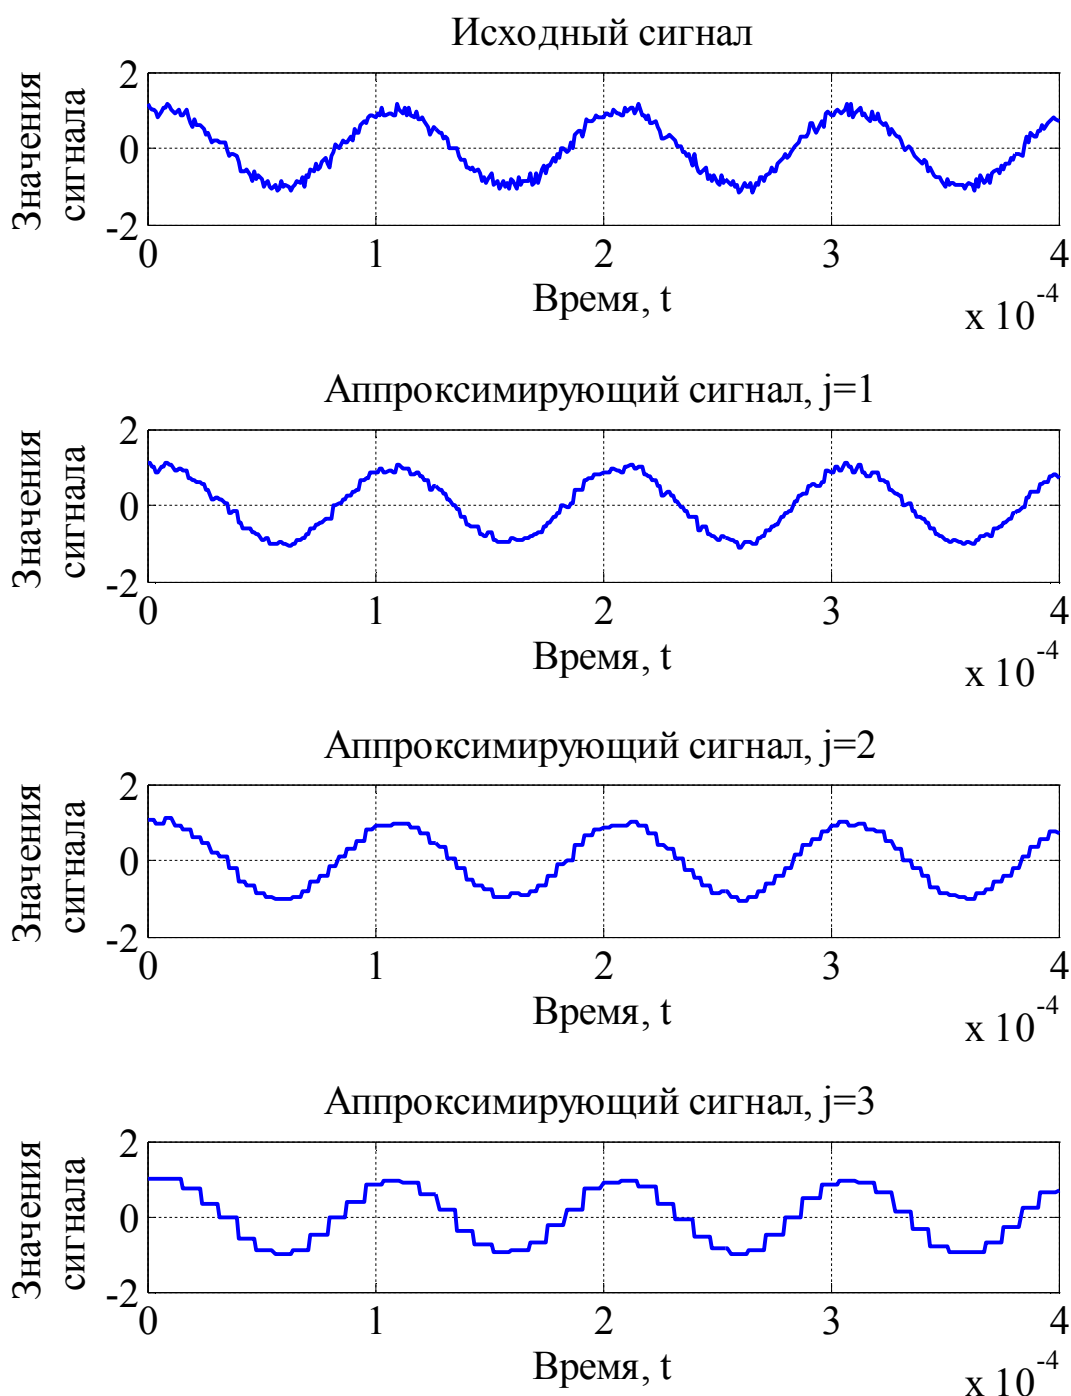 Исходный сигнал
Значения
сигнала
2
0
-2
0 1 2 3 4
Время, t
x 10^-4
Аппроксимирующий сигнал, j=1
Значения
сигнала
2
0
-2
0 1 2 3 4
Время, t
x 10^-4
Аппроксимирующий сигнал, j=2
Значения
сигнала
2
0
-2
0 1 2 3 4
Время, t
x 10^-4
Аппроксимирующий сигнал, j=3
Значения
сигнала
2
0
-2
0 1 2 3 4
Время, t
x 10^-4